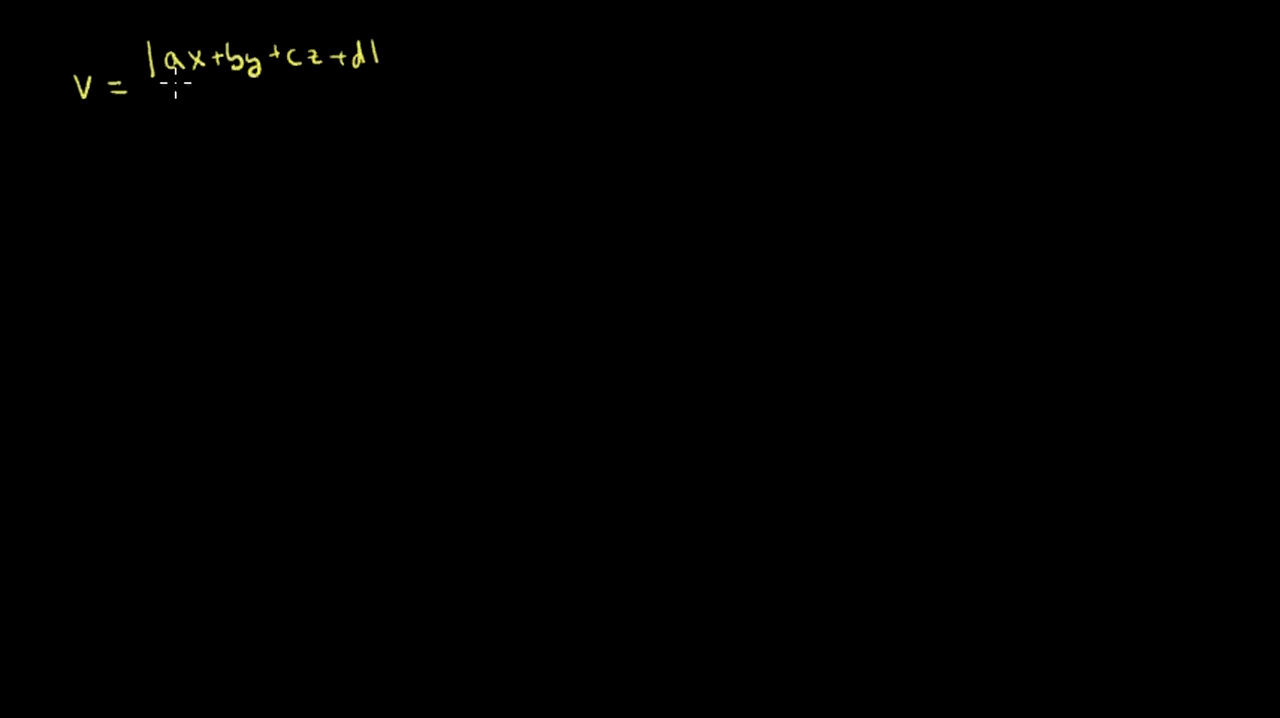 V = |ax+by+cz+d|